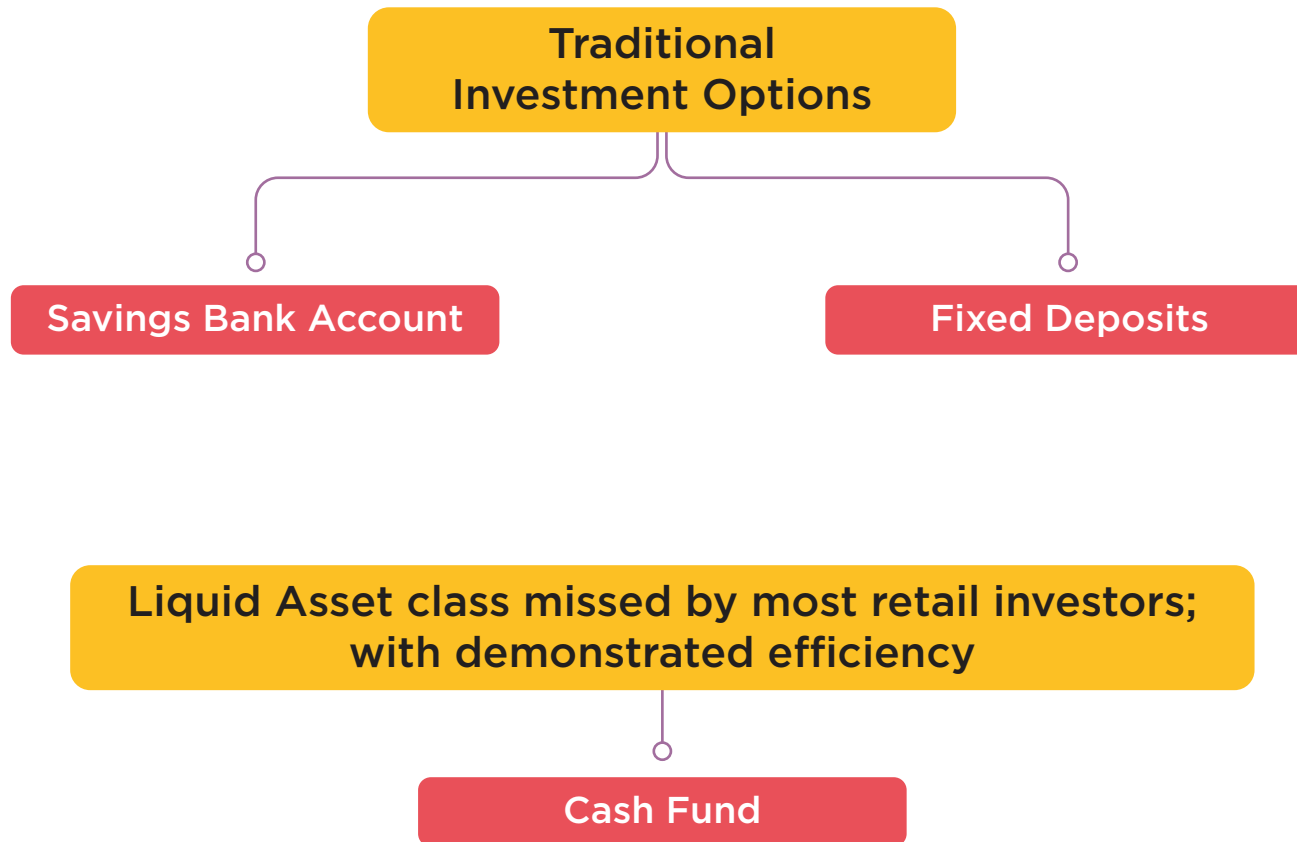 Traditional
Investment Options
Savings Bank Account
Fixed Deposits
Liquid Asset class missed by most retail investors;
with demonstrated efficiency
Cash Fund